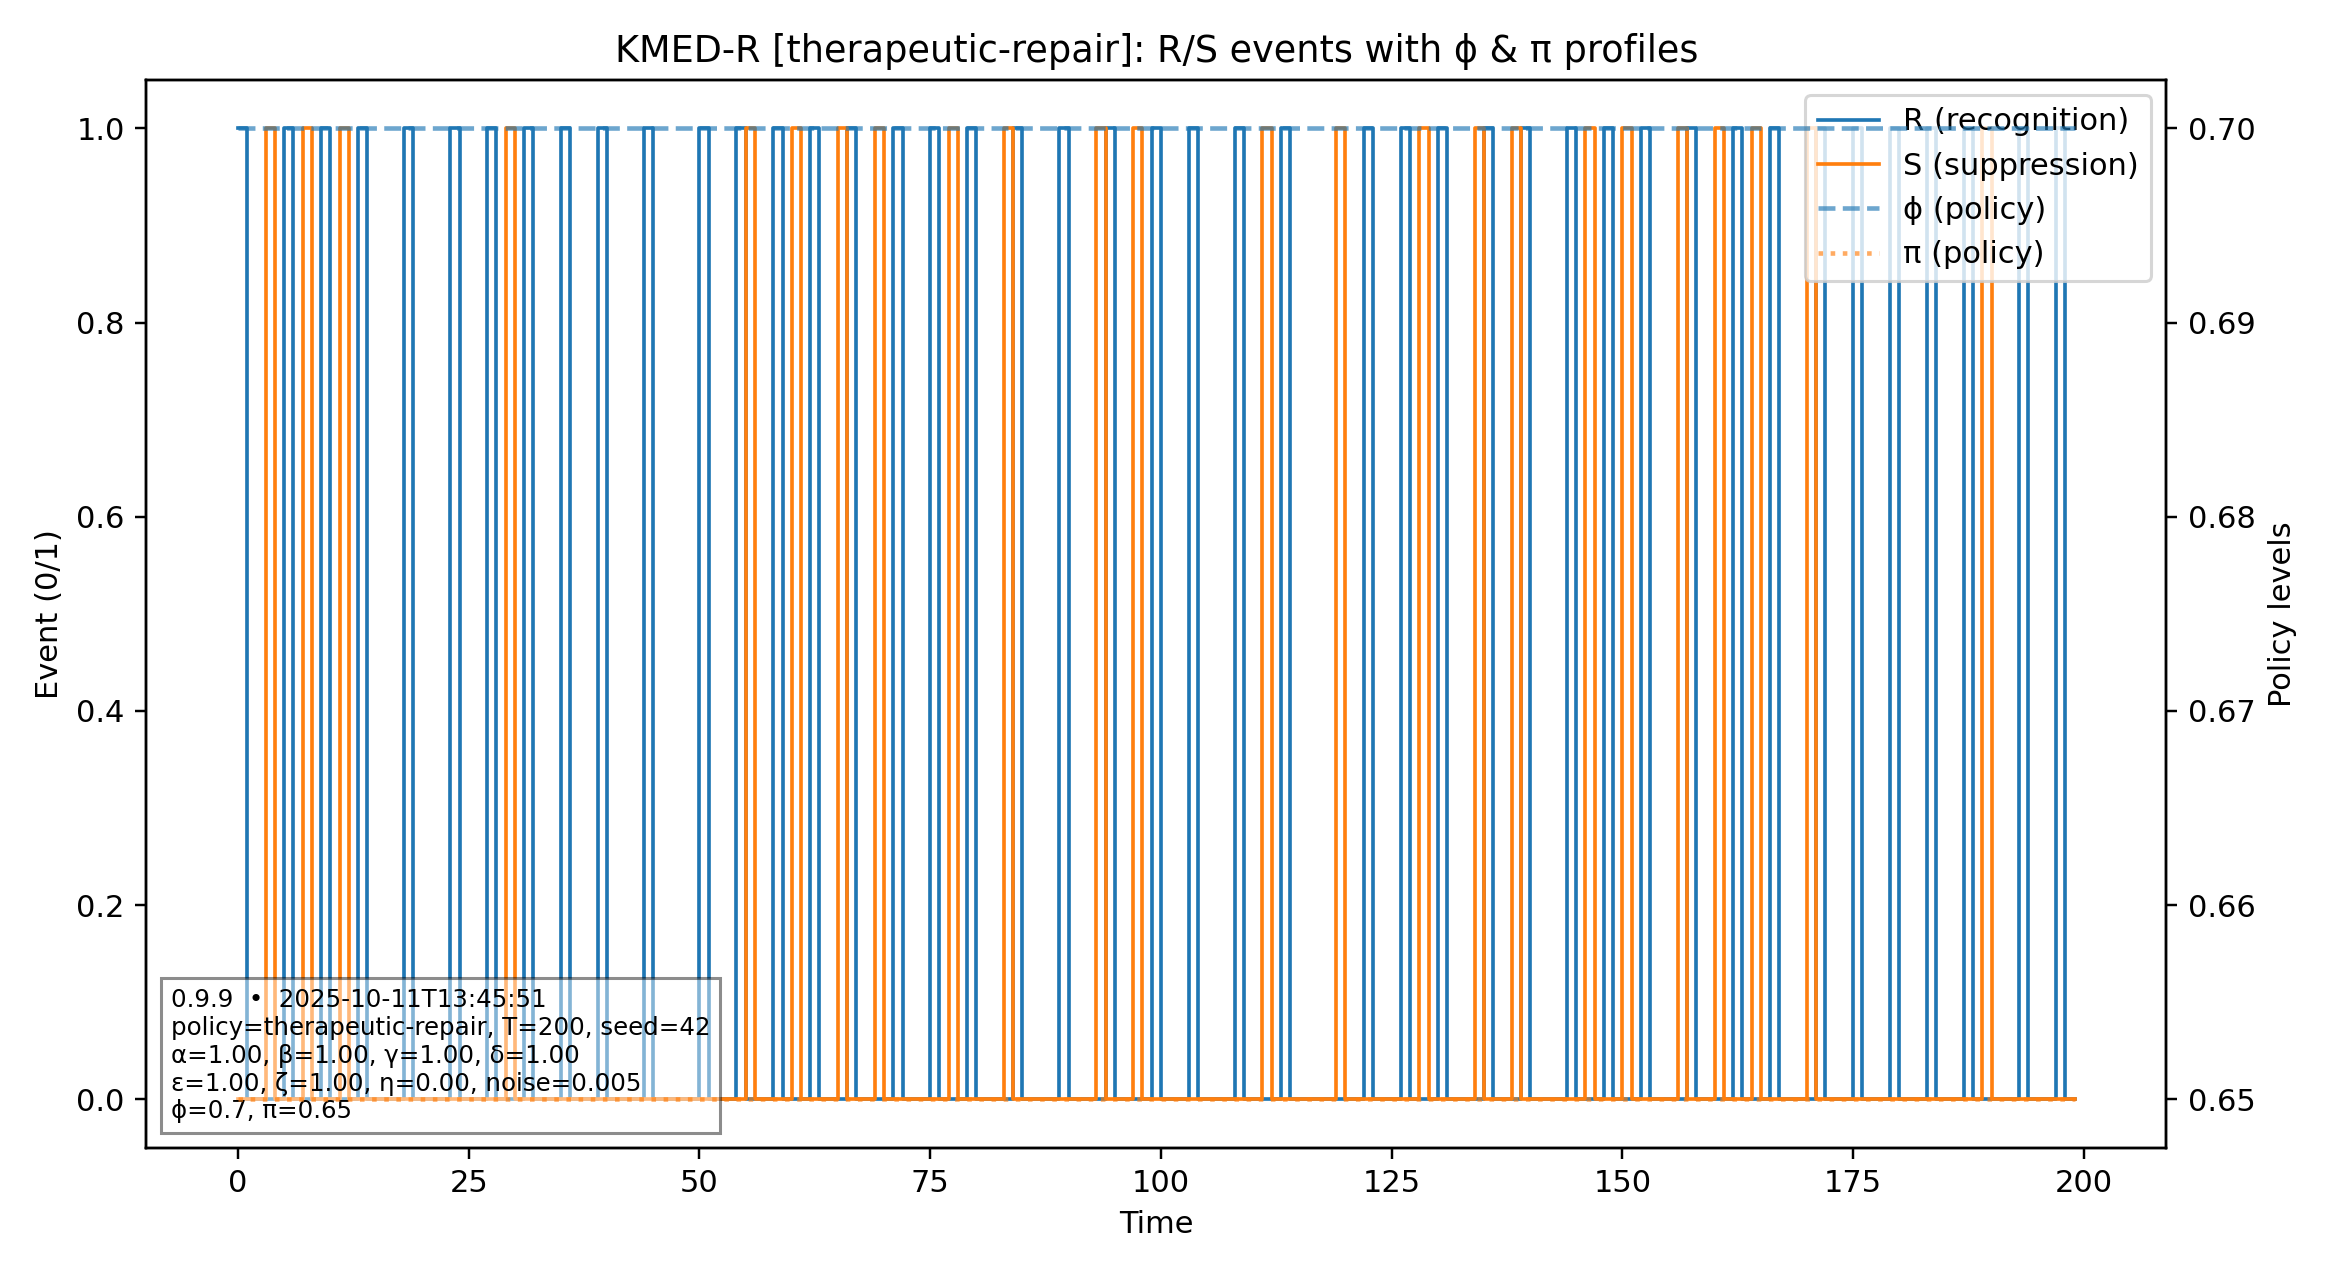 KMED-R [therapeutic-repair]: R/S events with ϕ & π profiles
R (recognition)
S (suppression)
ϕ (policy)
π (policy)
1.0
0.8
0.6
0.4
0.2
0.0
Event (0/1)
0.70
0.69
0.68
0.67
0.66
0.65
Policy levels
0.9.9 • 2025-10-11T13:45:51
policy=therapeutic-repair, T=200, seed=42
α=1.00, β=1.00, γ=1.00, δ=1.00
ε=1.00, ζ=1.00, η=0.00, noise=0.005
ϕ=0.7, π=0.65
0 25 50 75 100 125 150 175 200
Time